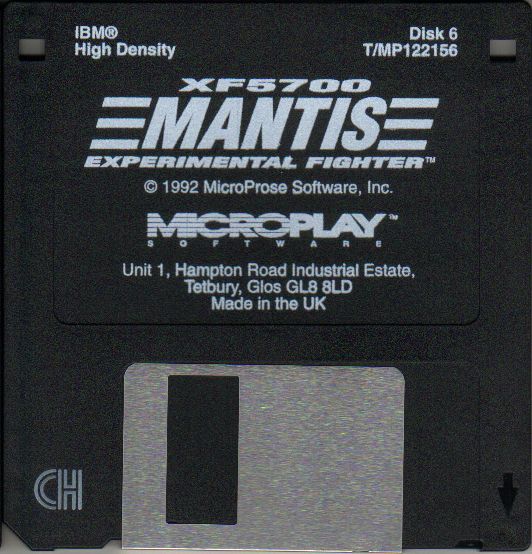 IBM® Disk 6
High Density T/MP122156
XF5700
MANTIS
EXPERIMENTAL FIGHTER™
© 1992 MicroProse Software, Inc.
MICROPLAY™
SOFTWARE
Unit 1, Hampton Road Industrial Estate,
Tetbury, Glos GL8 8LD
Made in the UK
CH